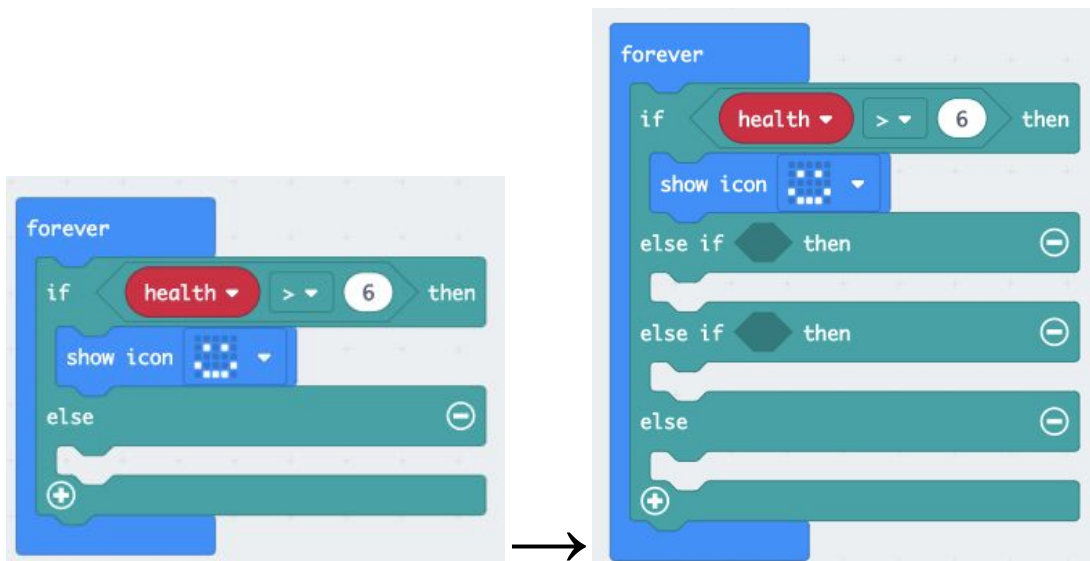 forever
if health > 6 then
show icon
else
forever
if health > 6 then
show icon
else if then
else if then
else